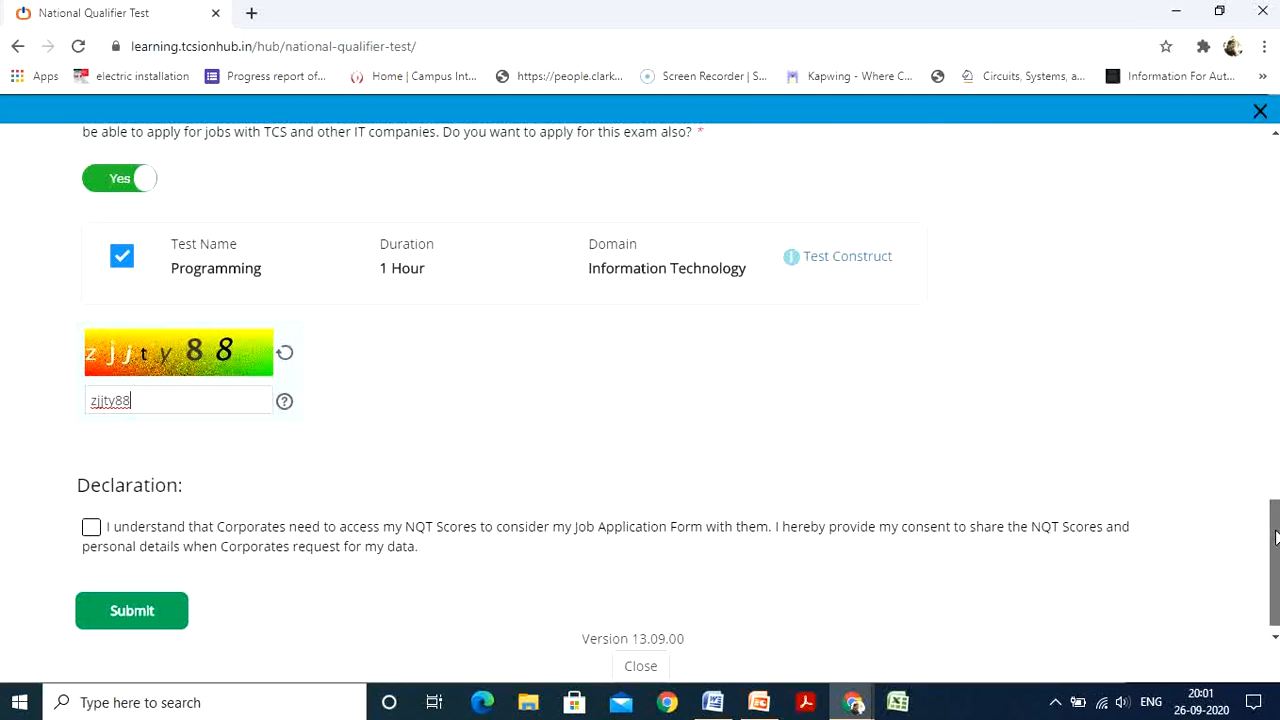 National Qualifier Test
learning.tcsionhub.in/hub/national-qualifier-test/
Apps electric installation Progress report of... Home | Campus Int... https://people.clark... Screen Recorder | S... Kapwing - Where C... Circuits, Systems, a... Information For Aut... »
be able to apply for jobs with TCS and other IT companies. Do you want to apply for this exam also? *
Yes
Test Name Duration Domain
Programming 1 Hour Information Technology
Test Construct
z j j t y 8 8
zjjty88
Declaration:
I understand that Corporates need to access my NQT Scores to consider my Job Application Form with them. I hereby provide my consent to share the NQT Scores and
personal details when Corporates request for my data.
Submit
Version 13.09.00
Close
Type here to search
ENG
20:01
26-09-2020